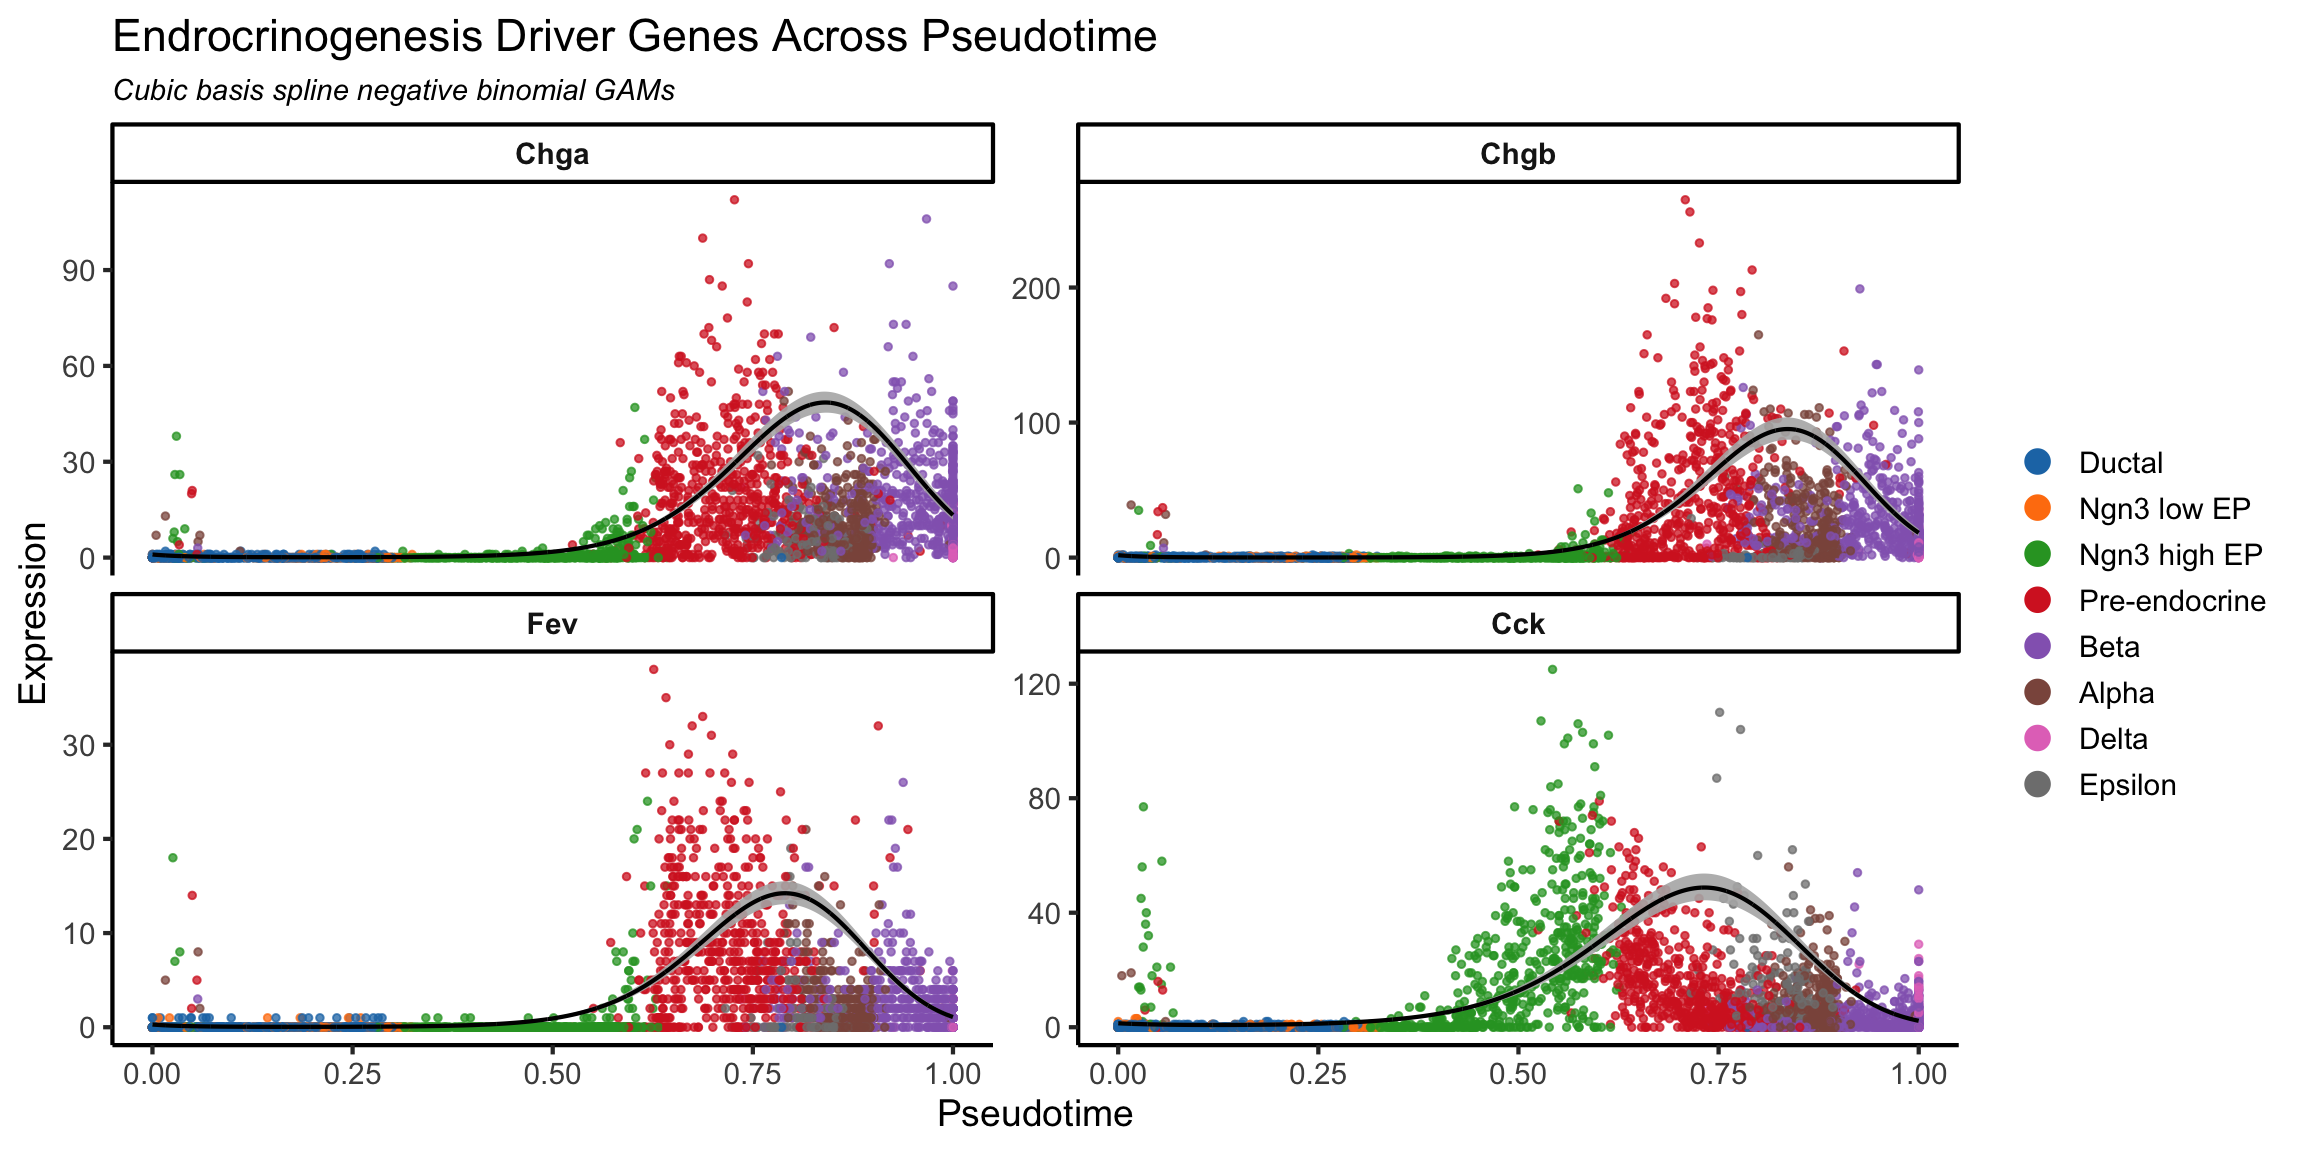 Endrocrinogenesis Driver Genes Across Pseudotime
Cubic basis spline negative binomial GAMs
Chga
Chgb
90
60
30
0
200
100
0
Fev
Cck
30
20
10
0
120
80
40
0
0.00 0.25 0.50 0.75 1.00
0.00 0.25 0.50 0.75 1.00
Expression
Pseudotime
Ductal
Ngn3 low EP
Ngn3 high EP
Pre-endocrine
Beta
Alpha
Delta
Epsilon